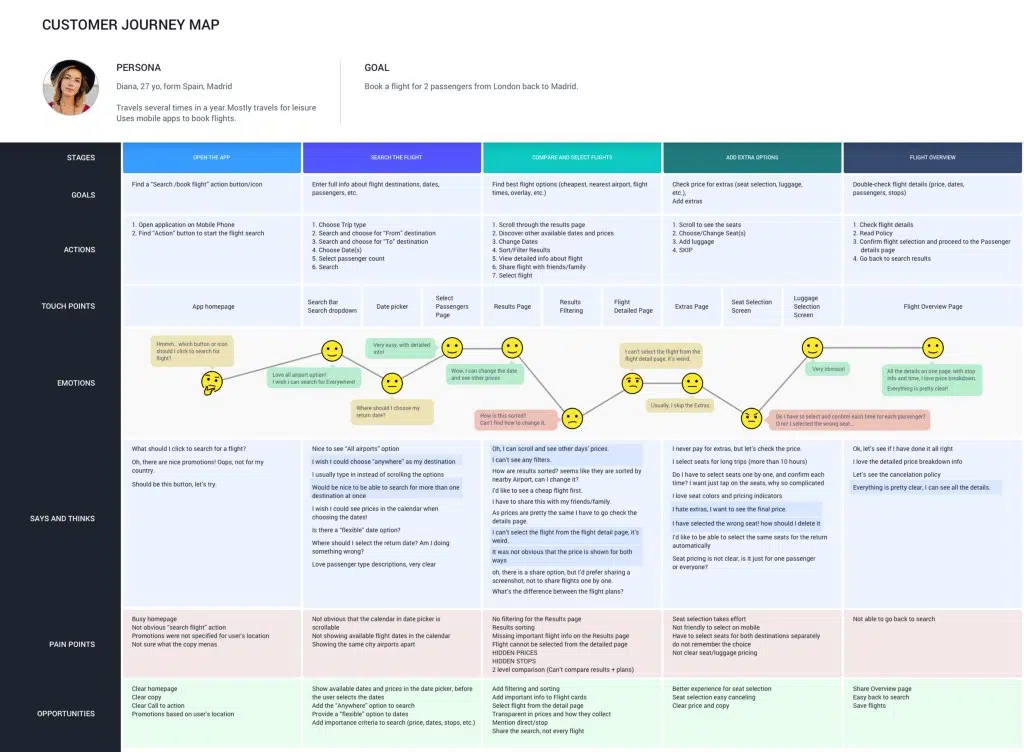 CUSTOMER JOURNEY MAP
PERSONA
Diana, 27 yo, form Spain, Madrid
Travels several times in a year.Mostly travels for leisure
Uses mobile apps to book flights.
GOAL
Book a flight for 2 passengers from London back to Madrid.
STAGES
OPEN THE APP
SEARCH THE FLIGHT
COMPARE AND SELECT FLIGHTS
ADD EXTRA OPTIONS
FLIGHT OVERVIEW
GOALS
Find a "Search /book flight" action button/icon
Enter full info about flight destinations, dates,
passengers, etc.
Find best flight options (cheapest, nearest airport, flight
times, overlay, etc.)
Check price for extras (seat selection, luggage,
etc.),
Add extras
Double-check flight details (price, dates,
passengers, stops)
ACTIONS
1. Open application on Mobile Phone
2. Find "Action" button to start the flight search
1. Choose Trip type
2. Search and choose for "From" destination
3. Search and choose for "To" destination
4. Choose Date(s)
5. Select passenger count
6. Search
1. Scroll through the results page
2. Discover other available dates and prices
3. Change Dates
4. Sort/Filter Results
5. View detailed info about flight
6. Share flight with friends/family
7. Select flight
1. Scroll to see the seats
2. Choose/Change Seat(s)
3. Add luggage
4. SKIP
1. Check flight details
2. Read Policy
3. Confirm flight selection and proceed to the Passenger
details page
4. Go back to search results
TOUCH POINTS
App homepage
Search Bar
Search dropdown
Date picker
Select
Passengers
Page
Results Page
Results
Filtering
Flight
Detailed Page
Extras Page
Seat Selection
Screen
Luggage
Selection
Screen
Flight Overview Page
EMOTIONS
Hmmm.. which button or icon
should I click to search for
flight?
Love all airport option!
I wish I can search for Everywhere!
Where should I choose my
return date?
Very easy, with detailed
info!
Wow, I can change the date
and see other prices
How is this sorted?
Can't find how to change it.
I can't select the flight from the
flight detail page. It's weird.
Usually, I skip the Extras.
Do I have to select and confirm each time for each passenger?
O no! I selected the wrong seat...
Very obvious!
All the details on one page, with stop
info and time, I love price breakdown.
Everything is pretty clear!
SAYS AND THINKS
What should I click to search for a flight?
Oh, there are nice promotions! Oops, not for my
country.
Should be this button, let's try.
Nice to see "All airports" option
I wish I could choose "anywhere" as my destination
I usually type in instead of scrolling the options
Would be nice to be able to search for more than one
destination at once
I wish I could see prices in the calendar when
choosing the dates!
Is there a "flexible" date option?
Where should I select the return date? Am I doing
something wrong?
Love passenger type descriptions, very clear
Oh, I can scroll and see other days' prices.
I can't see any filters.
How are results sorted? seems like they are sorted by
nearby Airport, can I change it?
I'd like to see a cheap flight first.
I have to share this with my friends/family.
As prices are pretty the same I have to go check the
details page.
I can't select the flight from the flight detail page, it's
weird.
It was not obvious that the price is shown for both
ways
oh, there is a share option, but I'd prefer sharing a
screenshot, not to share flights one by one.
What's the difference between the flight plans?
I never pay for extras, but let's check the price.
I select seats for long trips (more than 10 hours)
Do I have to select seats one by one, and confirm each
time? I want just tap on the seats, why so complicated
I love seat colors and pricing indicators
I hate extras, I want to see the final price.
I have selected the wrong seat! how should I delete it
I'd like to be able to select the same seats for the return
automatically
Seat pricing is not clear, is it just for one passenger
or everyone?
Ok, let's see if I have done it all right
I love the detailed price breakdown info
Let's see the cancelation policy
Everything is pretty clear, I can see all the details.
PAIN POINTS
Busy homepage
Not obvious "search flight" action
Promotions were not specified for user's location
Not sure what the copy menas
Not obvious that the calendar in date picker is
scrollable
Not showing available flight dates in the calendar
Showing the same city airports apart
No filtering for the Results page
Results sorting
Missing important flight info on the Results page
Flight cannot be selected from the detailed page
HIDDEN PRICES
HIDDEN STOPS
2 level comparison (Can't compare results + plans)
Seat selection takes effort
Not friendly to select on mobile
Have to select seats for both destinations separately
do not remember the choice
Not clear seat/luggage pricing
Not able to go back to search
OPPORTUNITIES
Clear homepage
Clear copy
Clear Call to action
Promotions based on user's location
Show available dates and prices in the date picker, before
the user selects the dates
Add the "Anywhere" option to search
Provide a "flexible" option to dates
Add importance criteria to search (price, dates, stops, etc.)
Add filtering and sorting
Add important info to Flight cards
Select flight from the detail page
Transparent in prices and how they collect
Mention direct/stop
Share the search, not every flight
Better experience for seat selection
Seat selection easy canceling
Clear price and copy
Share Overview page
Easy back to search
Save flights